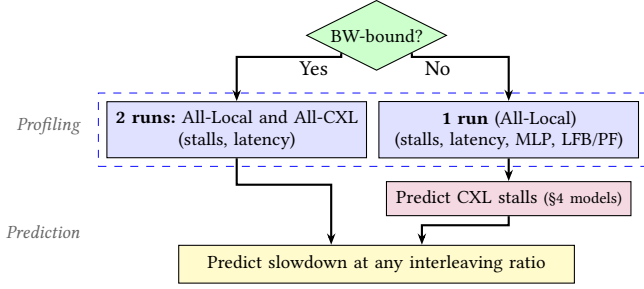 BW-bound?
Yes
No
Profiling
2 runs: All-Local and All-CXL
(stalls, latency)
1 run (All-Local)
(stalls, latency, MLP, LFB/PF)
Predict CXL stalls (§4 models)
Prediction
Predict slowdown at any interleaving ratio